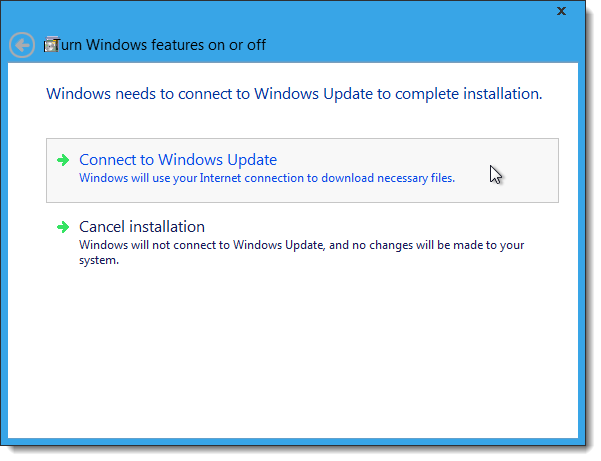 x
Turn Windows features on or off
Windows needs to connect to Windows Update to complete installation.
Connect to Windows Update
Windows will use your Internet connection to download necessary files.
Cancel installation
Windows will not connect to Windows Update, and no changes will be made to your
system.